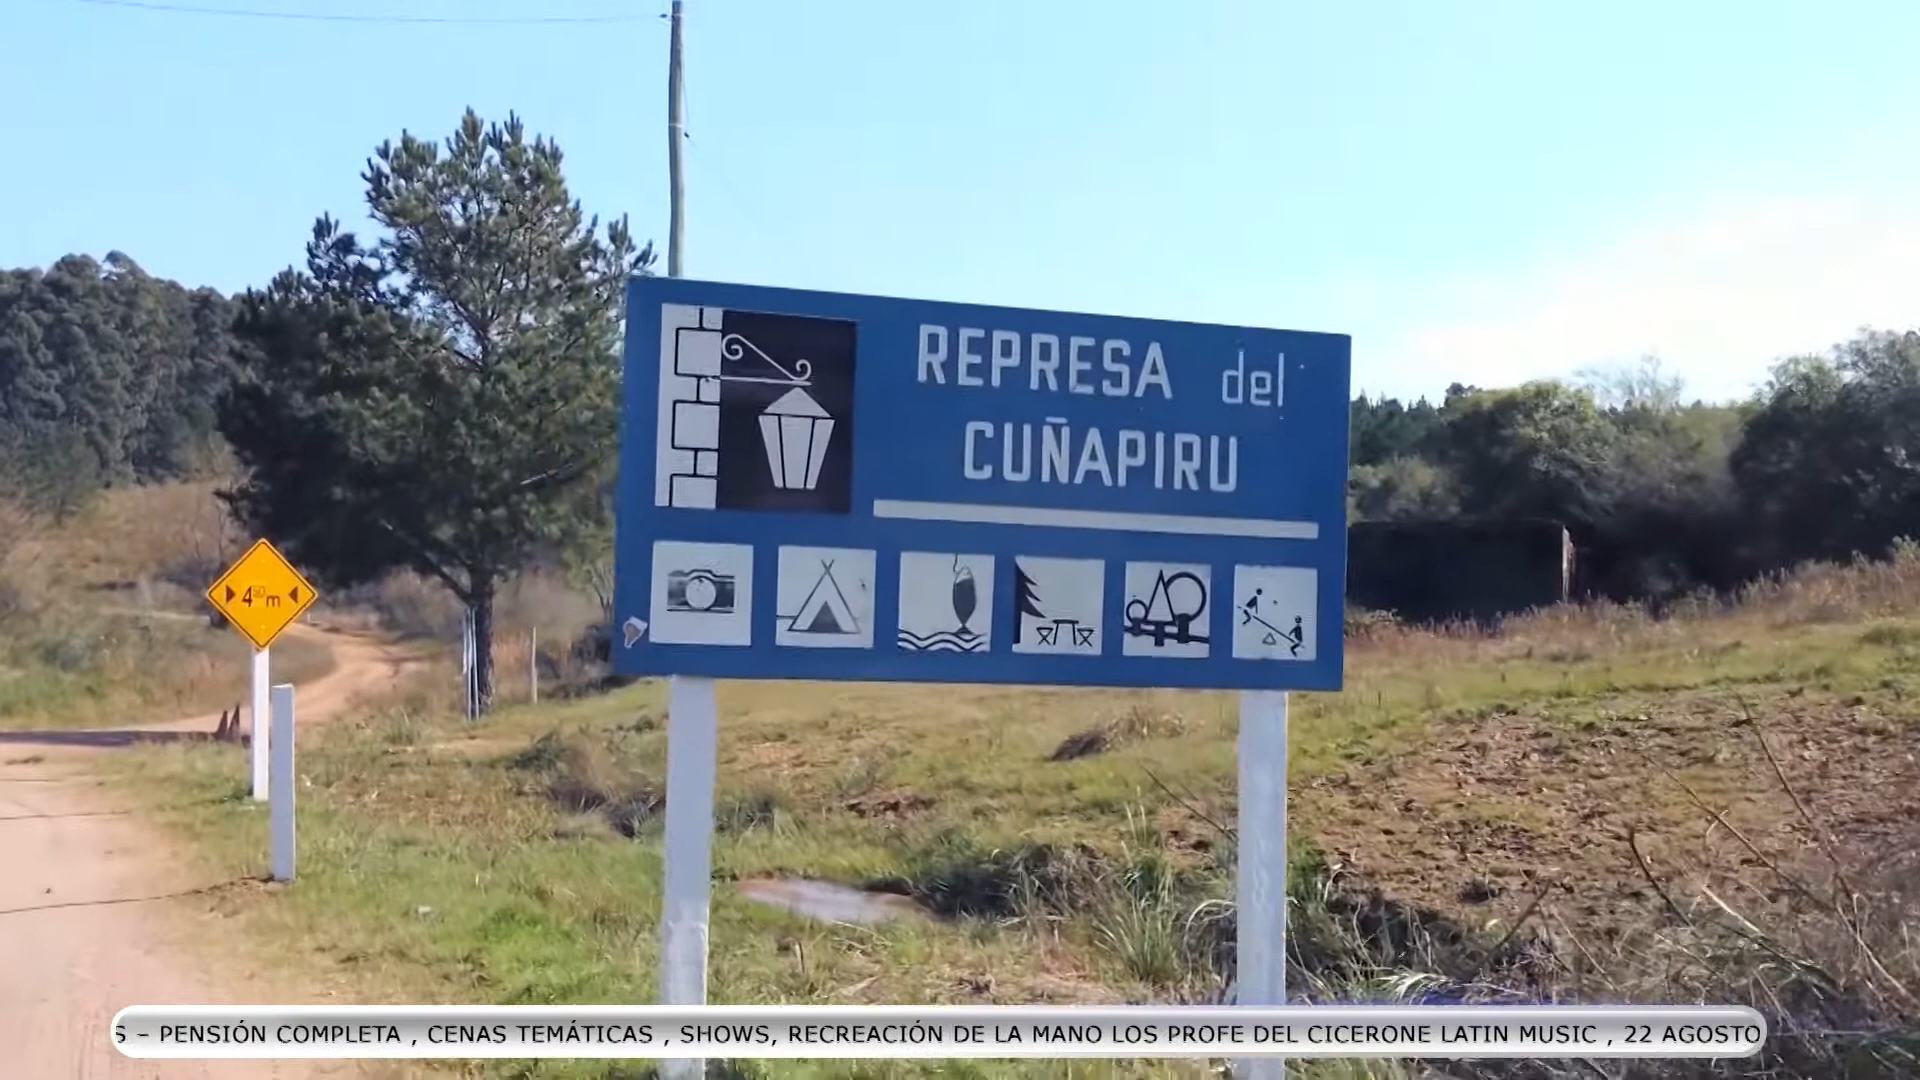 REPRESA del
CUÑAPIRU
4.50 m
S – PENSIÓN COMPLETA , CENAS TEMÁTICAS , SHOWS, RECREACIÓN DE LA MANO LOS PROFE DEL CICERONE LATIN MUSIC , 22 AGOSTO